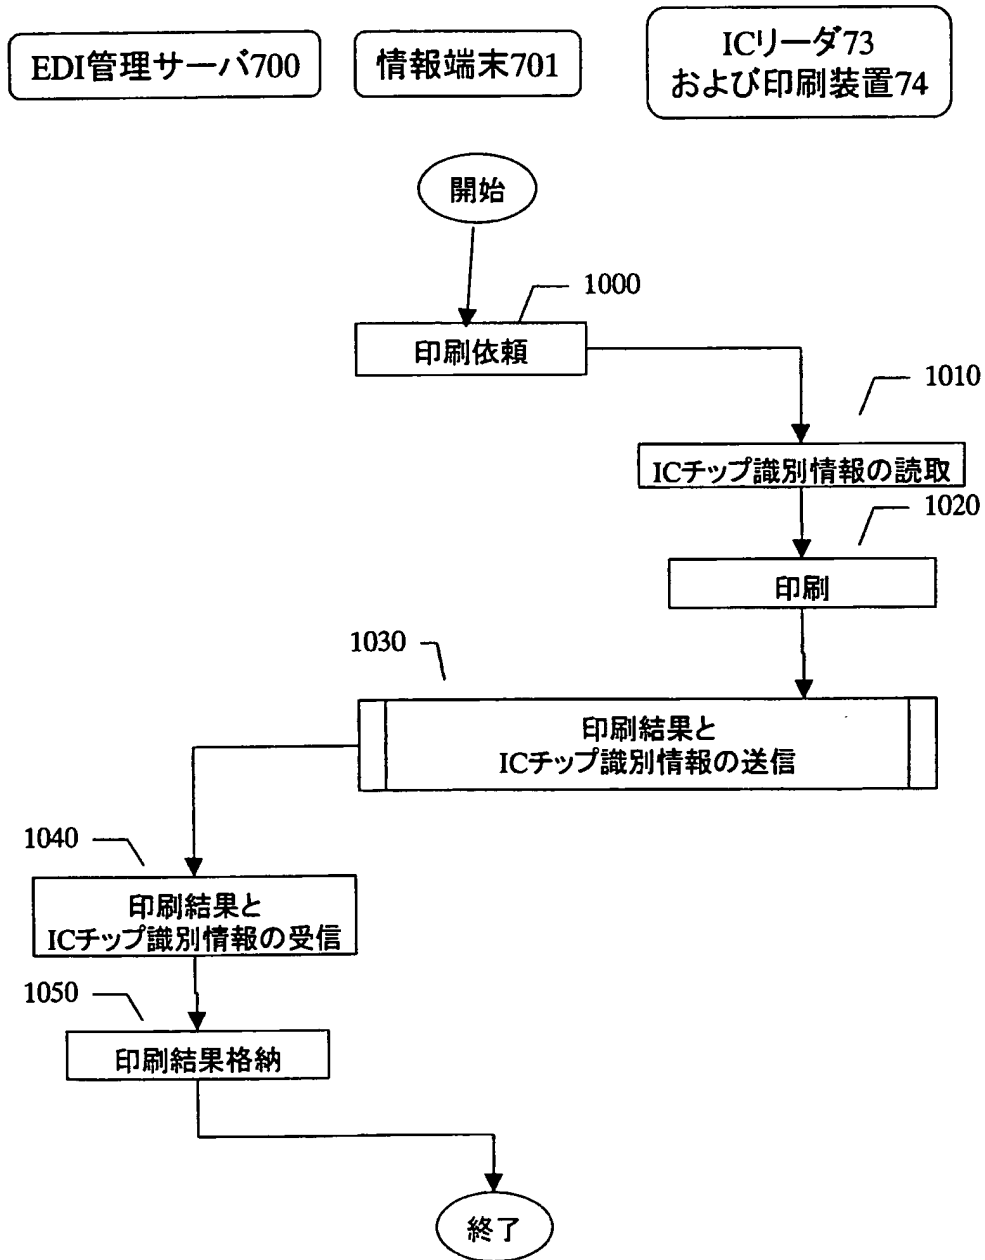 EDI管理サーバ700
情報端末701
ICリーダ73
および印刷装置74
開始
1000
印刷依頼
1010
ICチップ識別情報の読取
1020
印刷
1030
印刷結果と
ICチップ識別情報の送信
1040
印刷結果と
ICチップ識別情報の受信
1050
印刷結果格納
終了